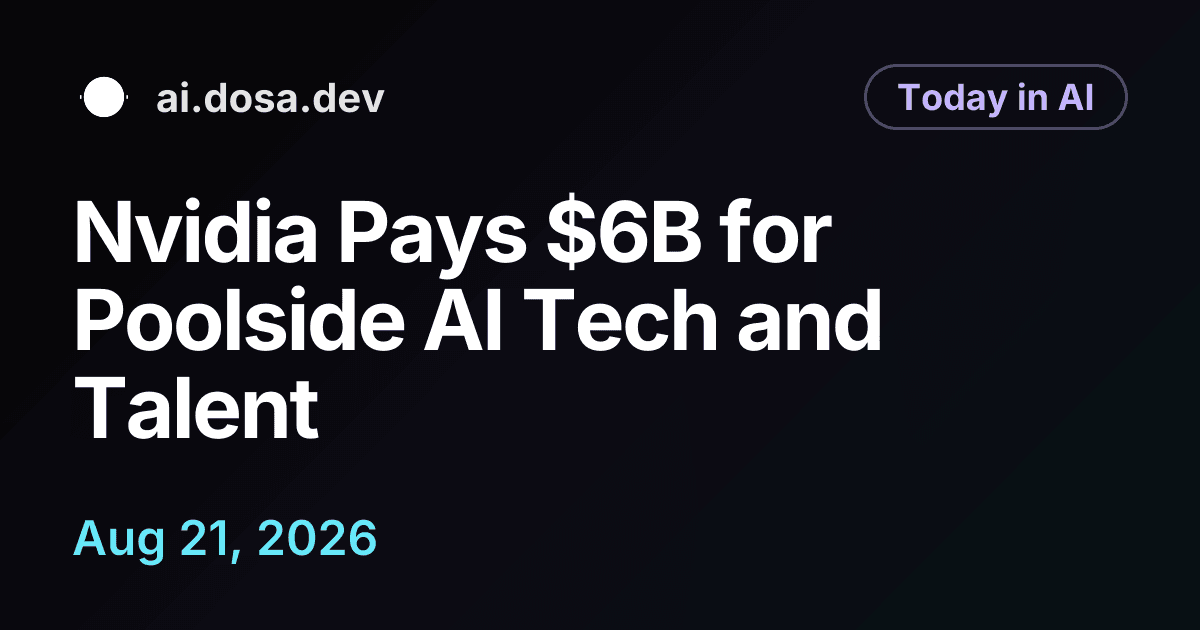 ai.dosa.dev
Today in AI
Nvidia Pays $6B for
Poolside AI Tech and
Talent
Aug 21, 2026